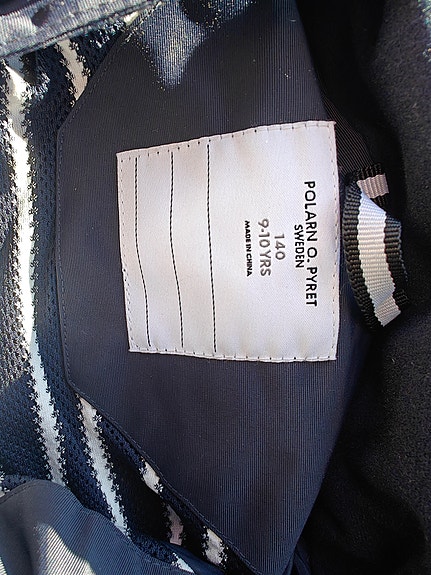 POLARN O. PYRET
SWEDEN
140
9-10 YRS
MADE IN CHINA